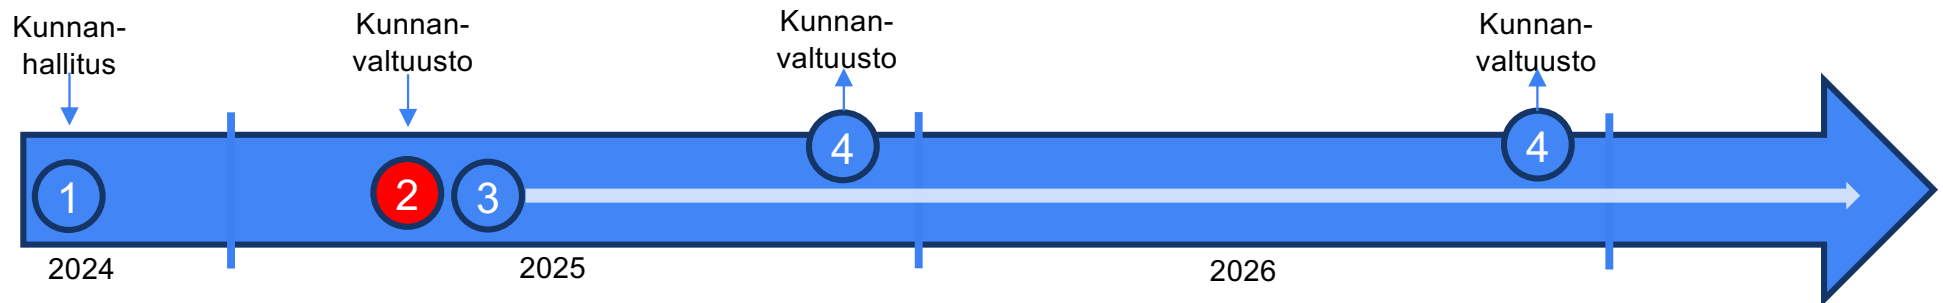 Kunnan-
hallitus
Kunnan-
valtuusto
Kunnan-
valtuusto
Kunnan-
valtuusto
1
2
3
4
4
2024
2025
2026